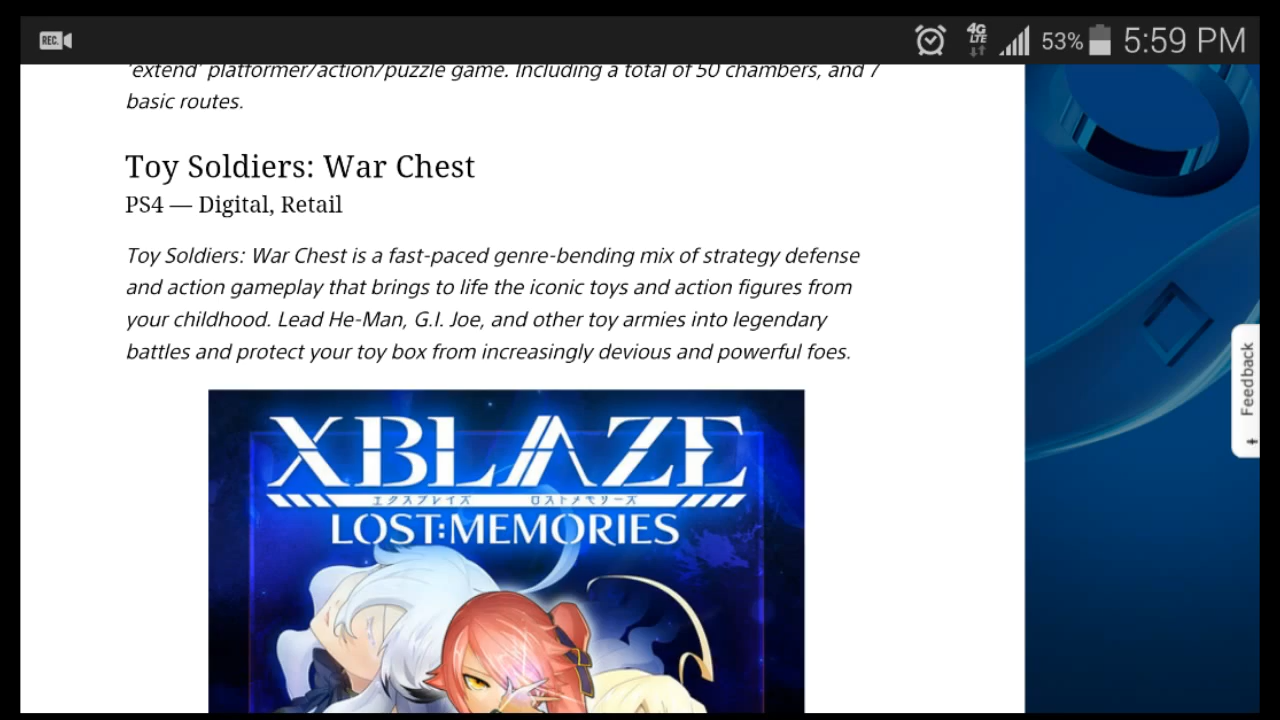 REC.
4G
LTE
53%
5:59 PM
'extend' platformer/action/puzzle game. Including a total of 50 chambers, and 7
basic routes.
Toy Soldiers: War Chest
PS4 — Digital, Retail
Toy Soldiers: War Chest is a fast-paced genre-bending mix of strategy defense
and action gameplay that brings to life the iconic toys and action figures from
your childhood. Lead He-Man, G.I. Joe, and other toy armies into legendary
battles and protect your toy box from increasingly devious and powerful foes.
Feedback
XBLAZE
エクスブレイズ ロストメモリーズ
LOST:MEMORIES